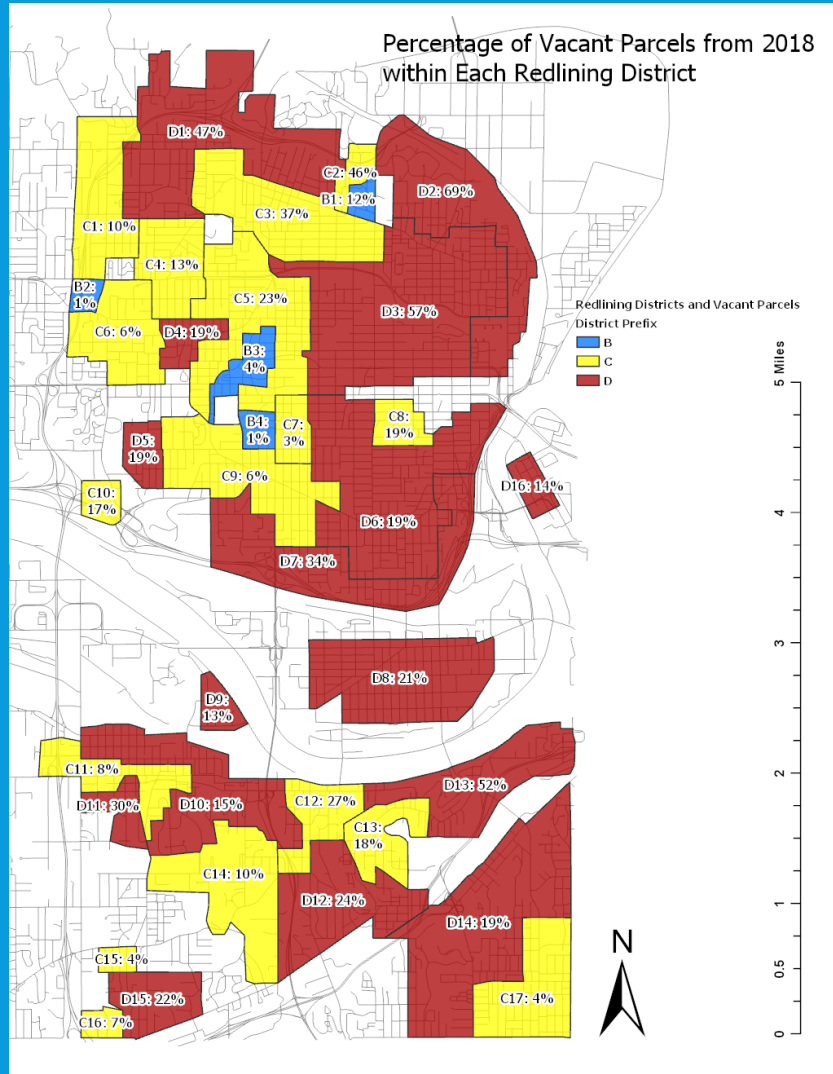 Percentage of Vacant Parcels from 2018
within Each Redlining District
D1: 47%
C2: 46%
B1: 12%
D2: 69%
C3: 37%
C1: 10%
C4: 13%
B2:
1%
C5: 23%
D3: 57%
C6: 6%
D4: 19%
B3:
4%
Redlining Districts and Vacant Parcels
District Prefix
B
C
D
C7:
3%
C8:
19%
B4:
1%
D5:
19%
C9: 6%
C10:
17%
D16: 14%
D6: 19%
D7: 34%
D8: 21%
D9:
13%
C11: 8%
D11: 30%
D10: 15%
C12: 27%
D13: 52%
C13:
18%
C14: 10%
D12: 24%
D14: 19%
C15: 4%
D15: 22%
C16: 7%
C17: 4%
N
5 Miles
4
3
2
1
0.5
0